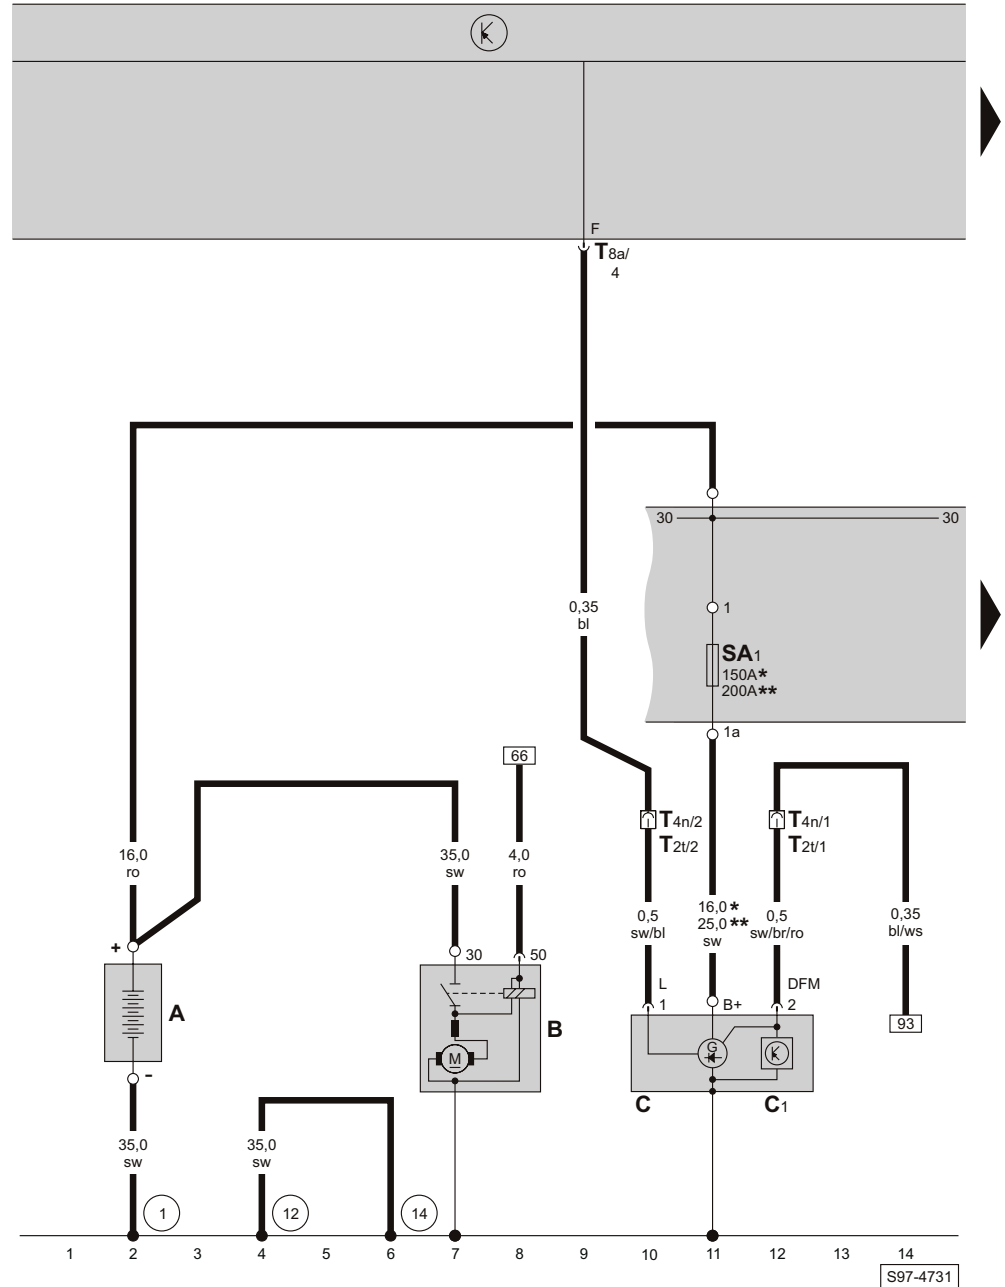 F
T8a/
4
30
30
0,35
bl
1
SA1
150A*
200A**
1a
66
T4n/2
T2t/2
T4n/1
T2t/1
16,0
ro
35,0
sw
4,0
ro
0,5
sw/bl
16,0 *
25,0 **
sw
0,5
sw/br/ro
0,35
bl/ws
+
30
50
L
1
B+
DFM
2
A
B
G
M
93
-
C
C1
35,0
sw
35,0
sw
1
12
14
1 2 3 4 5 6 7 8 9 10 11 12 13 14
S97-4731